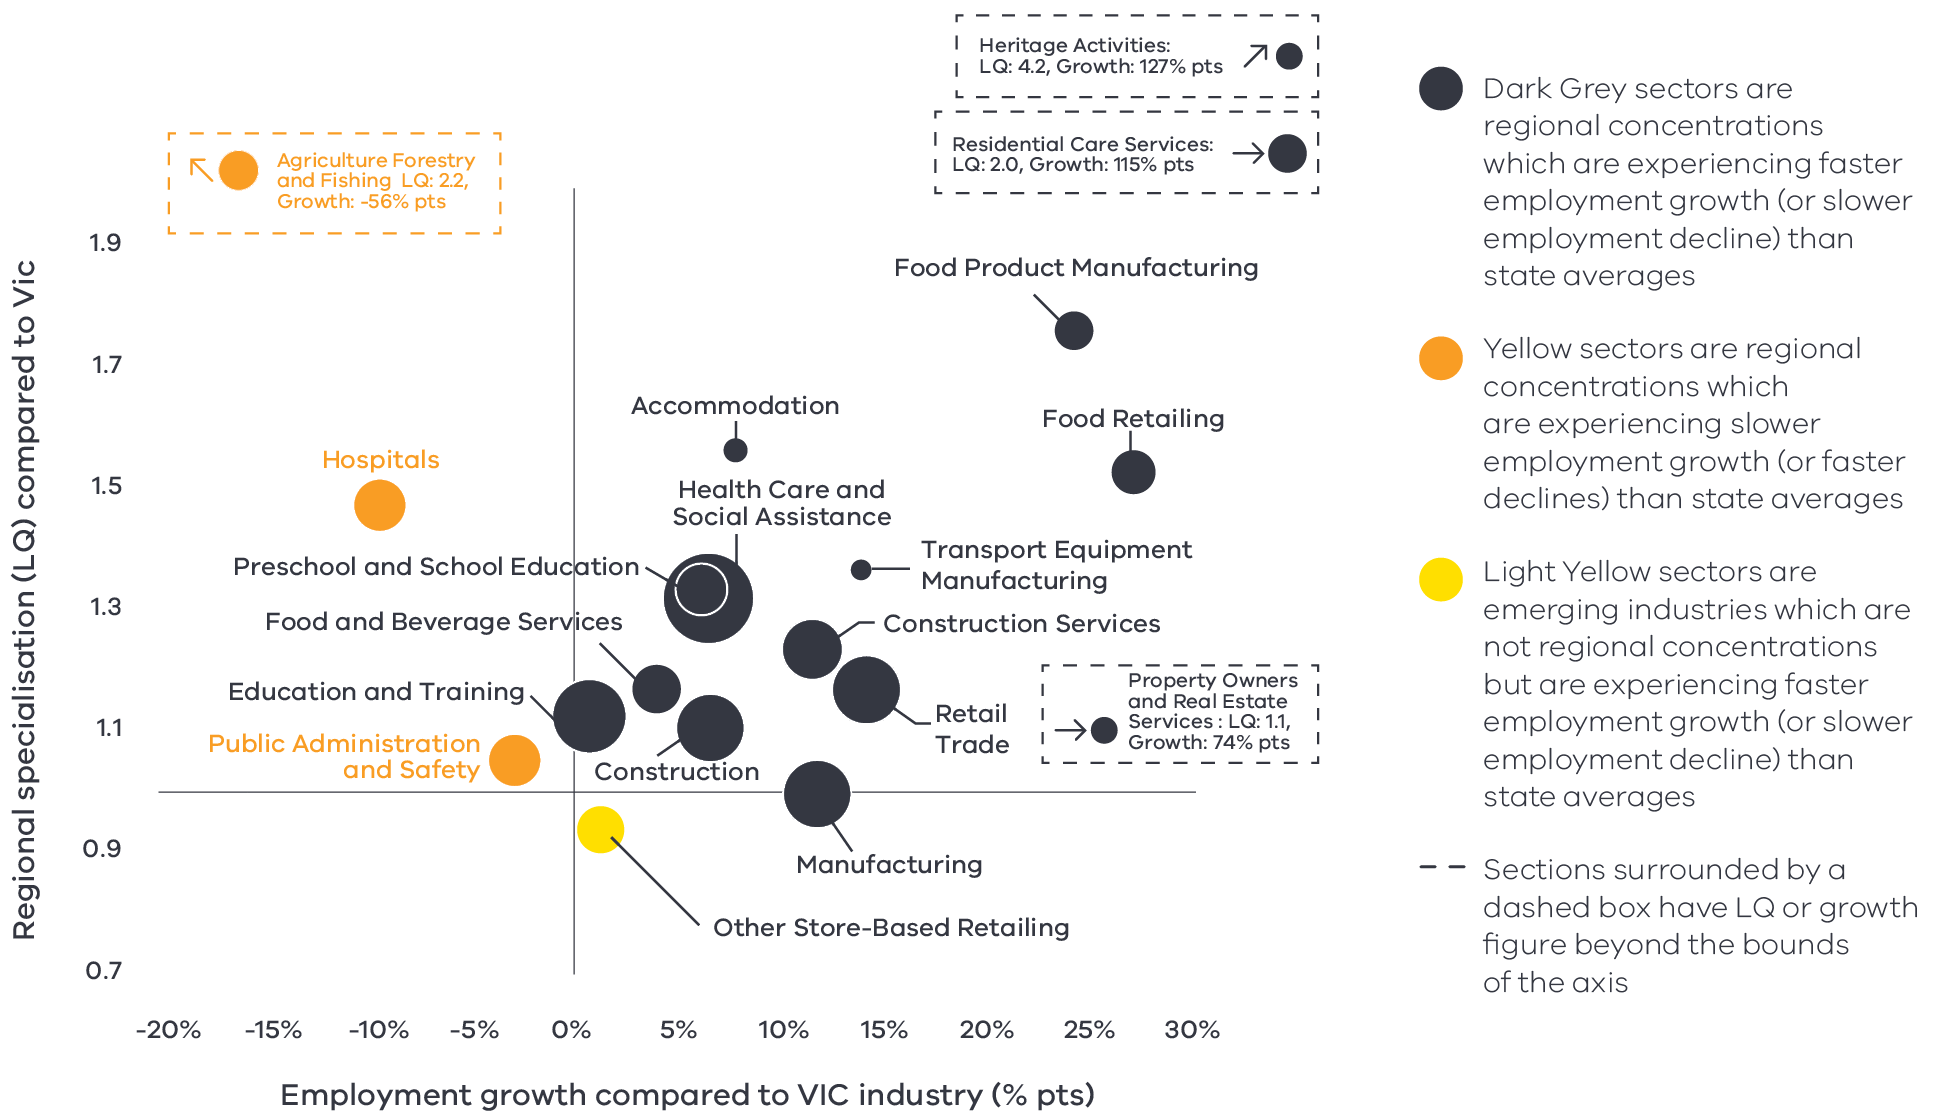 Heritage Activities:
LQ: 4.2, Growth: 127% pts
Residential Care Services:
LQ: 2.0, Growth: 115% pts
Agriculture Forestry
and Fishing  LQ: 2.2,
Growth: -56% pts
Regional specialisation (LQ) compared to Vic
1.9
1.7
1.5
1.3
1.1
0.9
0.7
Food Product Manufacturing
Accommodation
Food Retailing
Hospitals
Health Care and
Social Assistance
Transport Equipment
Manufacturing
Preschool and School Education
Food and Beverage Services
Construction Services
Education and Training
Property Owners
and Real Estate
Services : LQ: 1.1,
Growth: 74% pts
Retail
Trade
Public Administration
and Safety
Construction
Manufacturing
Other Store-Based Retailing
-20%
-15%
-10%
-5%
0%
5%
10%
15%
20%
25%
30%
Employment growth compared to VIC industry (% pts)
Dark Grey sectors are
regional concentrations
which are experiencing faster
employment growth (or slower
employment decline) than
state averages
Yellow sectors are regional
concentrations which
are experiencing slower
employment growth (or faster
declines) than state averages
Light Yellow sectors are
emerging industries which are
not regional concentrations
but are experiencing faster
employment growth (or slower
employment decline) than
state averages
Sections surrounded by a
dashed box have LQ or growth
figure beyond the bounds
of the axis